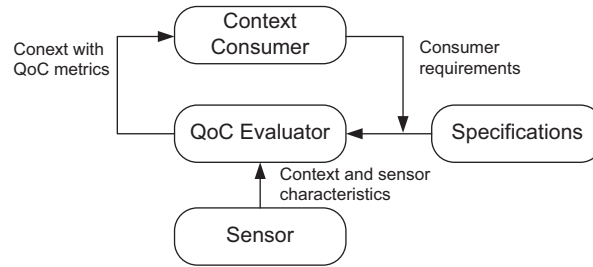 Context
Consumer
Conext with
QoC metrics
Consumer
requirements
QoC Evaluator
Specifications
Context and sensor
characteristics
Sensor